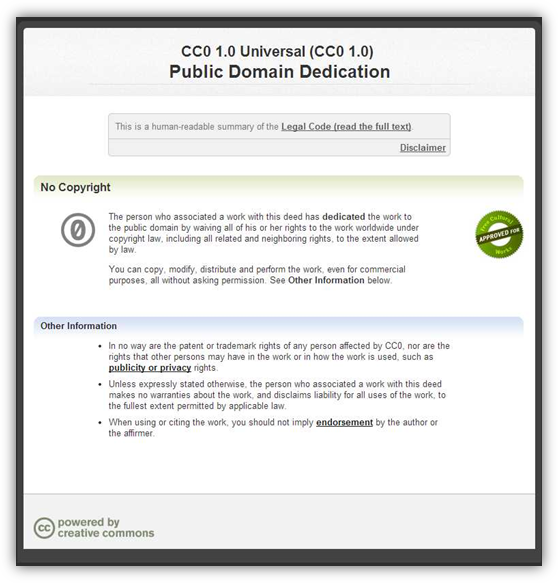 CC0 1.0 Universal (CC0 1.0)
Public Domain Dedication
This is a human-readable summary of the Legal Code (read the full text).
Disclaimer
No Copyright
The person who associated a work with this deed has dedicated the work to
the public domain by waiving all of his or her rights to the work worldwide under
copyright law, including all related and neighboring rights, to the extent allowed
by law.
You can copy, modify, distribute and perform the work, even for commercial
purposes, all without asking permission. See Other Information below.
Free Cultural
APPROVED FOR
Works!
Other Information
• In no way are the patent or trademark rights of any person affected by CC0, nor are the
rights that other persons may have in the work or in how the work is used, such as
publicity or privacy rights.
• Unless expressly stated otherwise, the person who associated a work with this deed
makes no warranties about the work, and disclaims liability for all uses of the work, to
the fullest extent permitted by applicable law.
• When using or citing the work, you should not imply endorsement by the author or
the affirmer.
cc powered by
creative commons